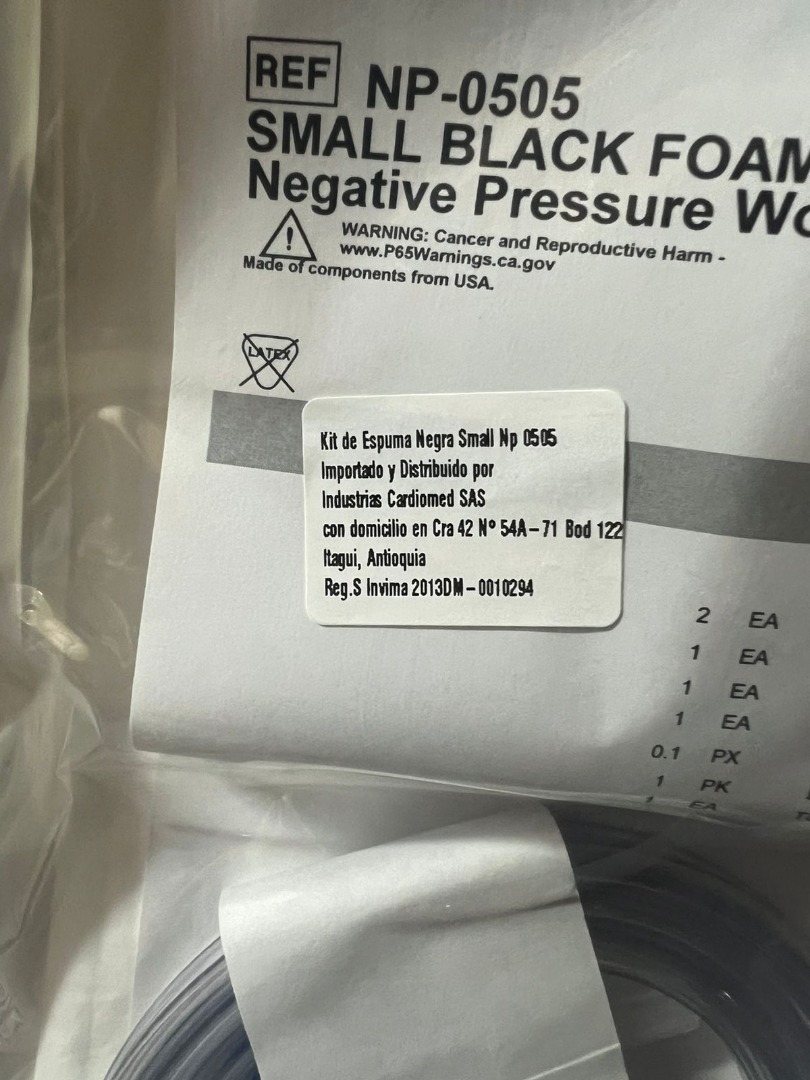 REF NP-0505
SMALL BLACK FOAM
Negative Pressure
WARNING: Cancer and Reproductive Harm -
www.P65Warnings.ca.gov
Made of components from USA.
LATEX
Kit de Espuma Negra Small Np 0505
Importado y Distribuido por
Industrias Cardiomed SAS
con domicilio en Cra 42 N° 54A-71 Bod 122
Itagui, Antioquia
Reg.S Invima 2013DM-0010294
2 EA
1 EA
1 EA
1 EA
0.1 PX
1 PK
1 EA